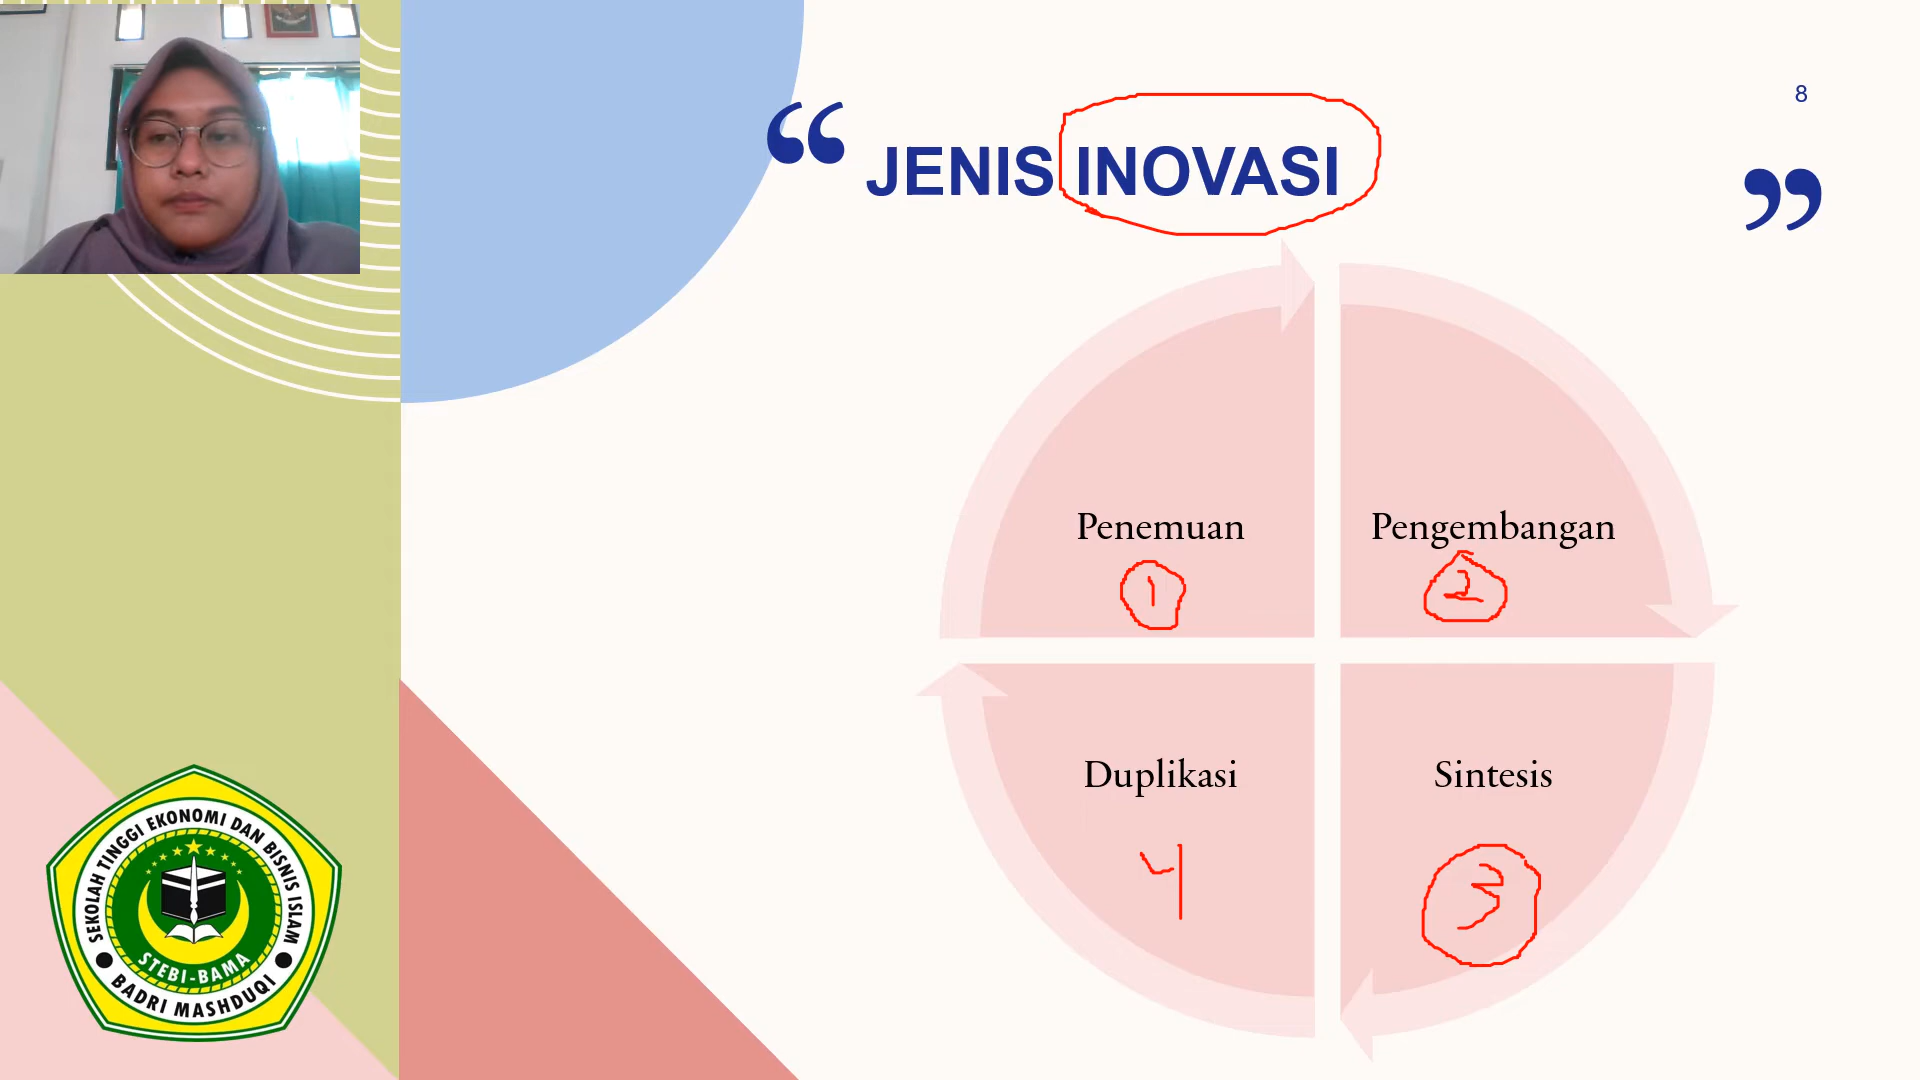 8
“ JENIS INOVASI ”
Penemuan
1
Pengembangan
2
Duplikasi
4
Sintesis
3
SEKOLAH TINGGI EKONOMI DAN BISNIS ISLAM
STEBI-BAMA
BADRI MASHDUQI